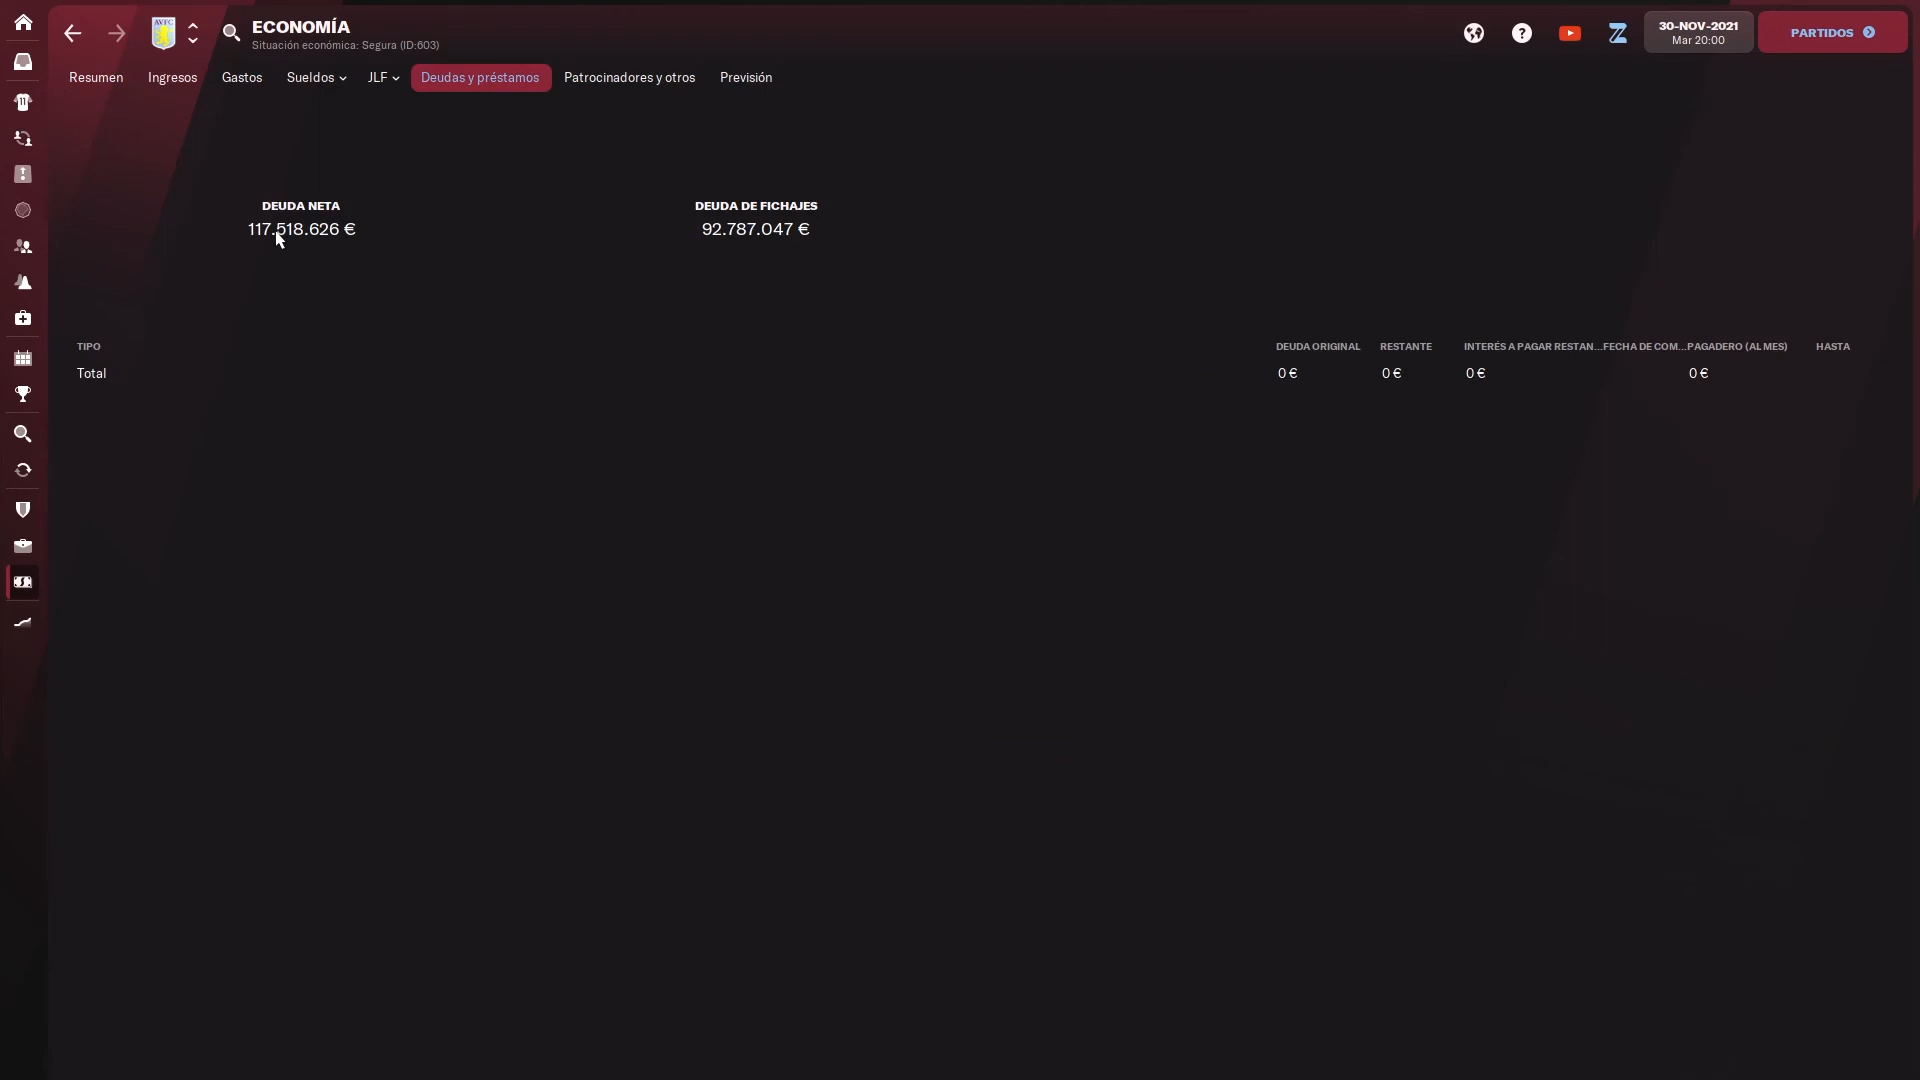 AVFC
ECONOMÍA
Situación económica: Segura (ID:603)
30-NOV-2021
Mar 20:00
PARTIDOS
Resumen
Ingresos
Gastos
Sueldos
JLF
Deudas y préstamos
Patrocinadores y otros
Previsión
DEUDA NETA
117.518.626 €
DEUDA DE FICHAJES
92.787.047 €
TIPO
DEUDA ORIGINAL
RESTANTE
INTERÉS A PAGAR RESTAN...
FECHA DE COM...
PAGADERO (AL MES)
HASTA
Total
0 €
0 €
0 €
0 €